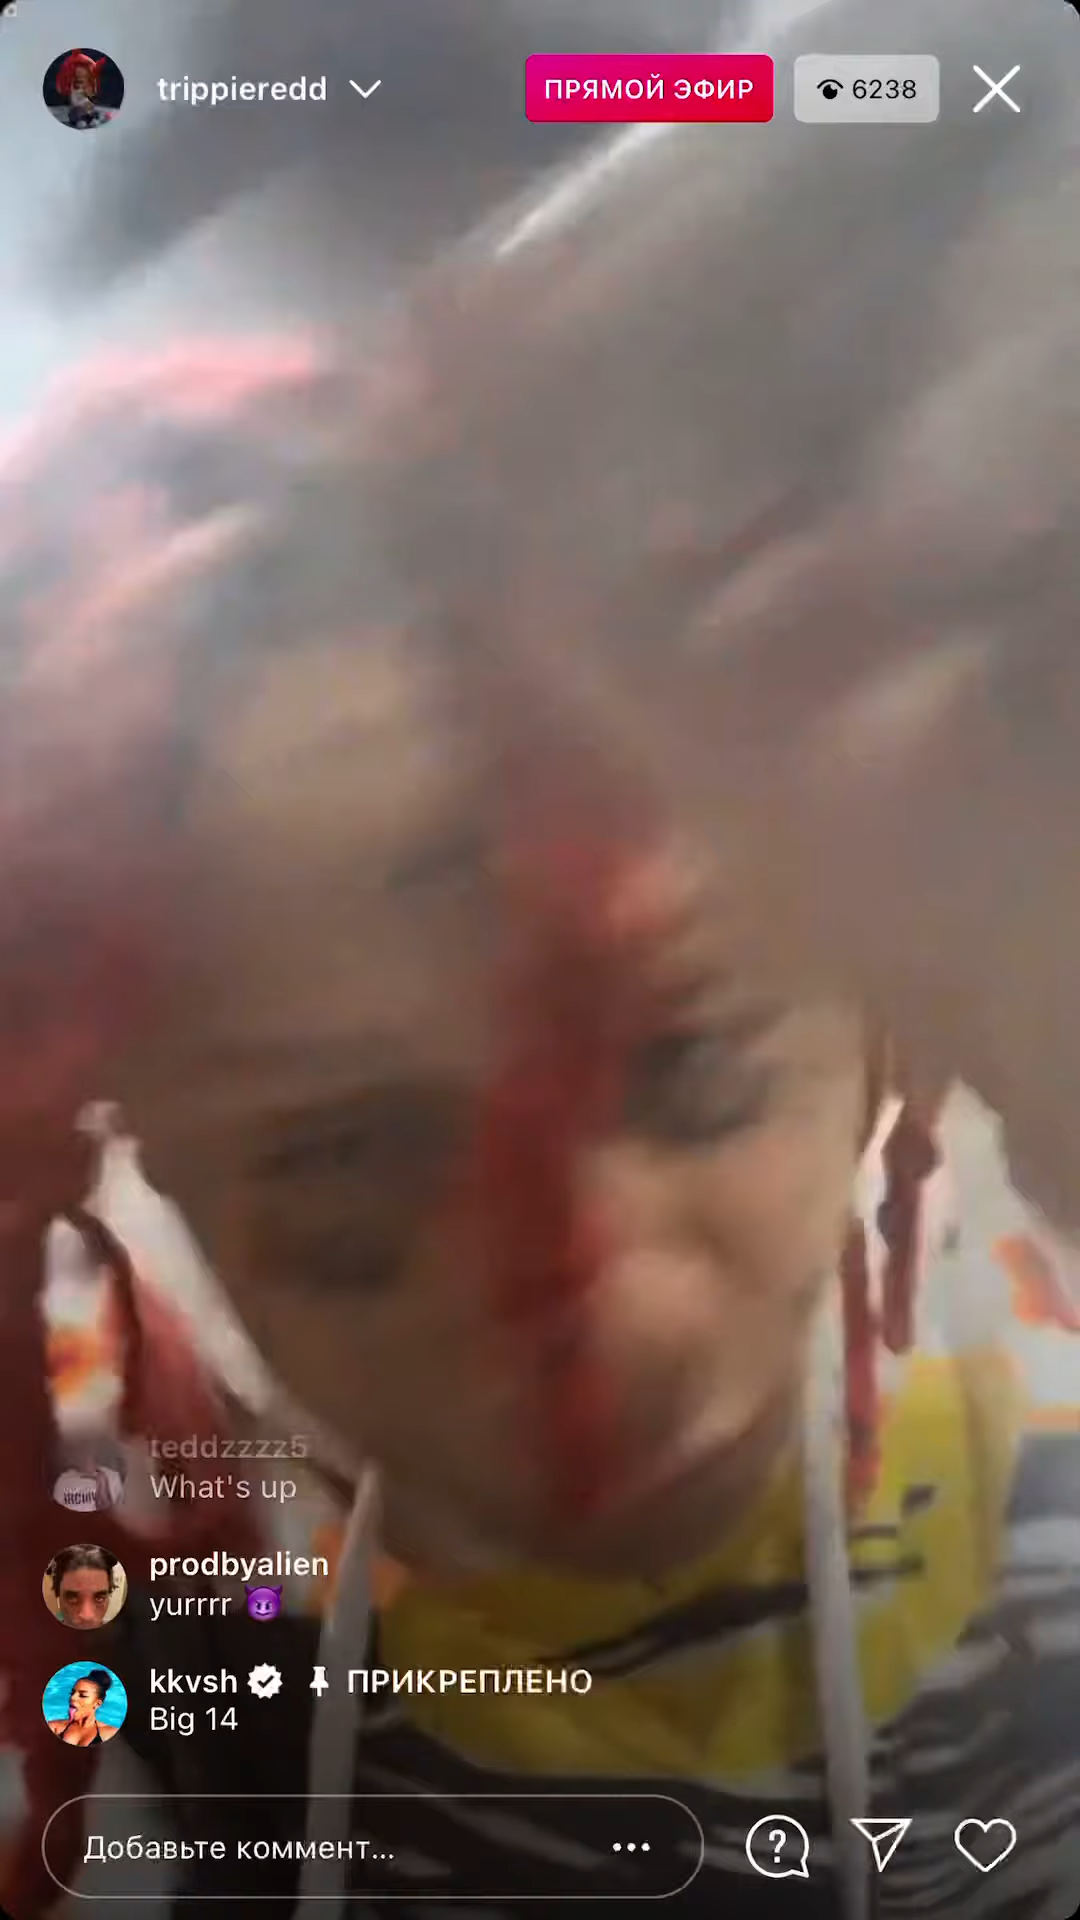 trippieredd
ПРЯМОЙ ЭФИР
6238
teddzzzz5
What's up
prodbyalien
yurrrr 😈
kkvsh ПРИКРЕПЛЕНО
Big 14
Добавьте коммент...